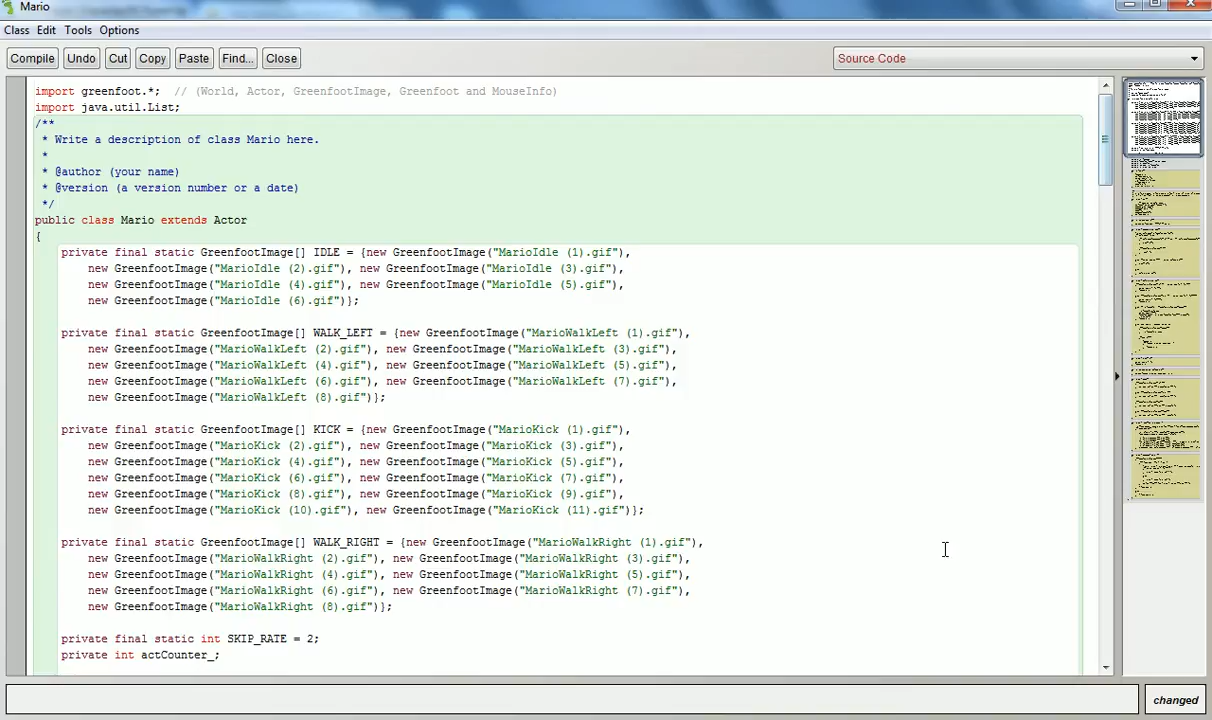 Mario
Class Edit Tools Options
Compile Undo Cut Copy Paste Find... Close Source Code
import greenfoot.*;  // (World, Actor, GreenfootImage, Greenfoot and MouseInfo)
import java.util.List;
/**
 * Write a description of class Mario here.
 *
 * @author (your name)
 * @version (a version number or a date)
 */
public class Mario extends Actor
{
    private final static GreenfootImage[] IDLE = {new GreenfootImage("MarioIdle (1).gif"),
        new GreenfootImage("MarioIdle (2).gif"), new GreenfootImage("MarioIdle (3).gif"),
        new GreenfootImage("MarioIdle (4).gif"), new GreenfootImage("MarioIdle (5).gif"),
        new GreenfootImage("MarioIdle (6).gif")};
    private final static GreenfootImage[] WALK_LEFT = {new GreenfootImage("MarioWalkLeft (1).gif"),
        new GreenfootImage("MarioWalkLeft (2).gif"), new GreenfootImage("MarioWalkLeft (3).gif"),
        new GreenfootImage("MarioWalkLeft (4).gif"), new GreenfootImage("MarioWalkLeft (5).gif"),
        new GreenfootImage("MarioWalkLeft (6).gif"), new GreenfootImage("MarioWalkLeft (7).gif"),
        new GreenfootImage("MarioWalkLeft (8).gif")};
    private final static GreenfootImage[] KICK = {new GreenfootImage("MarioKick (1).gif"),
        new GreenfootImage("MarioKick (2).gif"), new GreenfootImage("MarioKick (3).gif"),
        new GreenfootImage("MarioKick (4).gif"), new GreenfootImage("MarioKick (5).gif"),
        new GreenfootImage("MarioKick (6).gif"), new GreenfootImage("MarioKick (7).gif"),
        new GreenfootImage("MarioKick (8).gif"), new GreenfootImage("MarioKick (9).gif"),
        new GreenfootImage("MarioKick (10).gif"), new GreenfootImage("MarioKick (11).gif")};
    private final static GreenfootImage[] WALK_RIGHT = {new GreenfootImage("MarioWalkRight (1).gif"),
        new GreenfootImage("MarioWalkRight (2).gif"), new GreenfootImage("MarioWalkRight (3).gif"),
        new GreenfootImage("MarioWalkRight (4).gif"), new GreenfootImage("MarioWalkRight (5).gif"),
        new GreenfootImage("MarioWalkRight (6).gif"), new GreenfootImage("MarioWalkRight (7).gif"),
        new GreenfootImage("MarioWalkRight (8).gif")};
    private final static int SKIP_RATE = 2;
    private int actCounter_;
changed